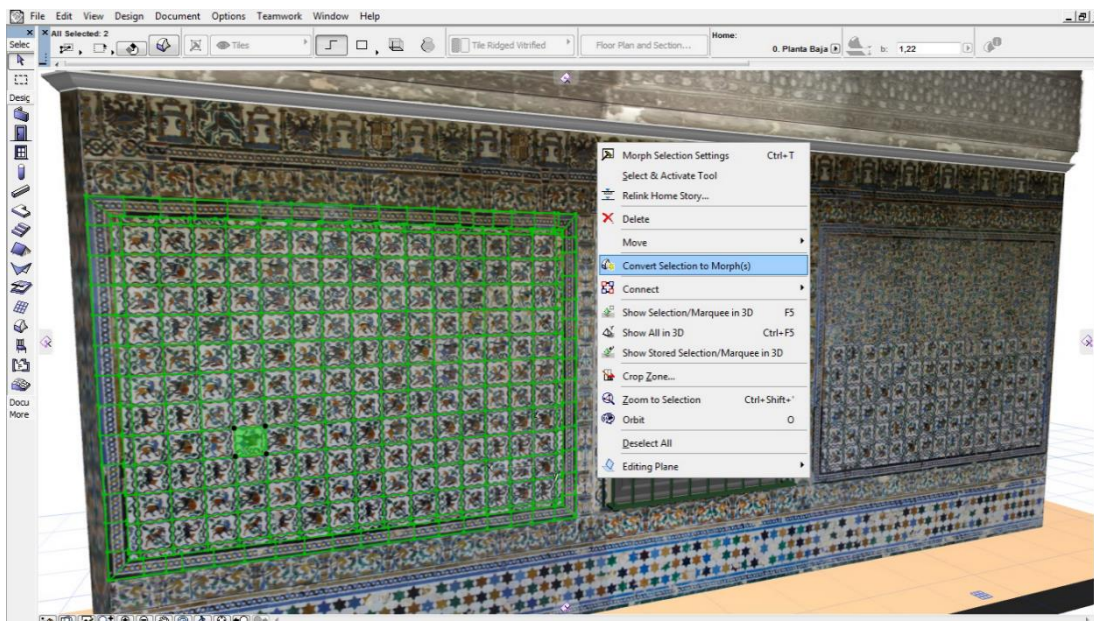 File Edit View Design Document Options Teamwork Window Help
Selec
All Selected: 2
Tiles
Tile Ridged Vitrified
Floor Plan and Section...
Home:
0. Planta Baja
b: 1,22
Desig
Morph Selection Settings Ctrl+T
Select & Activate Tool
Relink Home Story...
Delete
Move
Convert Selection to Morph(s)
Connect
Show Selection/Marquee in 3D F5
Show All in 3D Ctrl+F5
Show Stored Selection/Marquee in 3D
Crop Zone...
Zoom to Selection Ctrl+Shift+'
Orbit O
Deselect All
Editing Plane
Docu
More